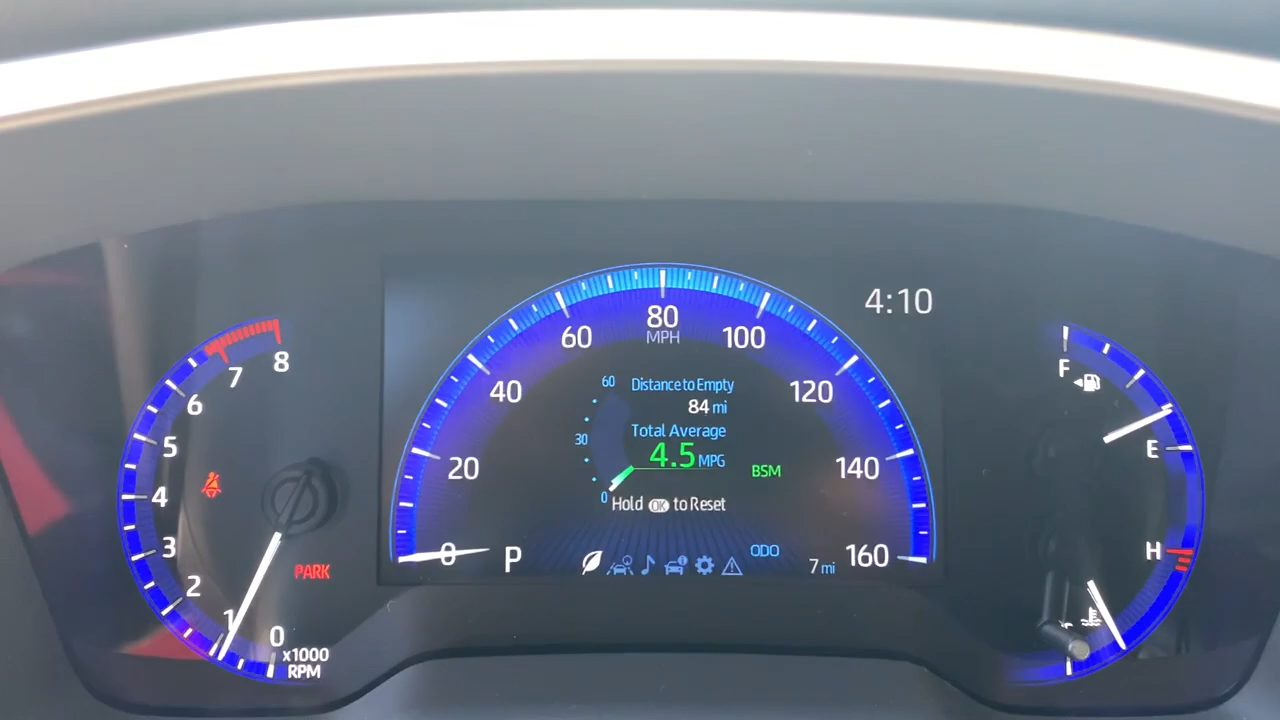 4:10
8
7
6
5
4
3
2
1
0
x1000
RPM
PARK
0
20
40
60
80
MPH
100
120
140
160
60
30
0
Distance to Empty
84 mi
Total Average
4.5 MPG
BSM
Hold OK to Reset
P
ODO
7 mi
F
E
H